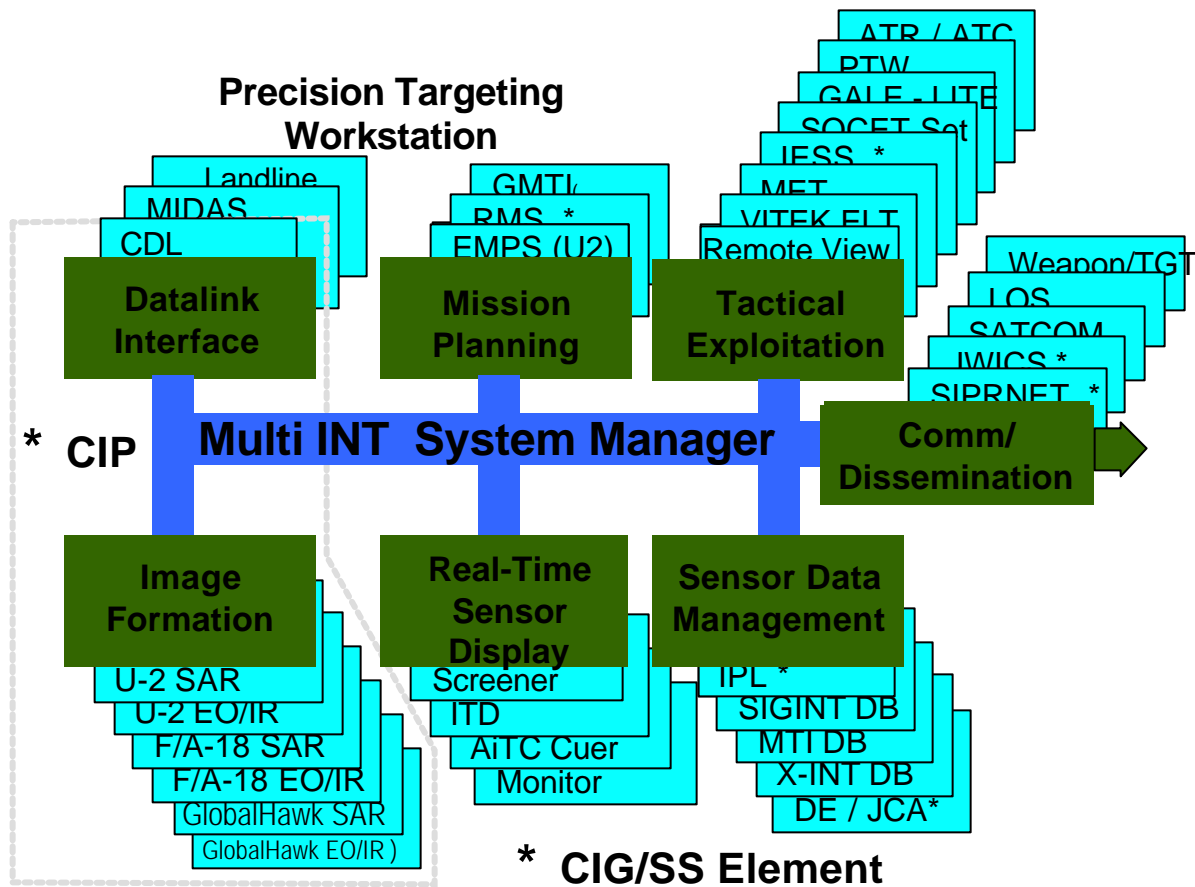 Precision Targeting
Workstation
Landline
MIDAS
CDL
Datalink
Interface
GMTI(
RMS *
EMPS (U2)
Mission
Planning
ATR / ATC
PTW
GALE - LITE
SOCET Set
IESS *
MET
VITEK ELT
Remote View
Tactical
Exploitation
Weapon/TGT
LOS
SATCOM
JWICS *
SIPRNET *
Comm/
Dissemination
* CIP
Multi INT System Manager
Image
Formation
U-2 SAR
U-2 EO/IR
F/A-18 SAR
F/A-18 EO/IR
GlobalHawk SAR
GlobalHawk EO/IR )
Real-Time
Sensor
Display
Screener
ITD
AiTC Cuer
Monitor
Sensor Data
Management
IPL *
SIGINT DB
MTI DB
X-INT DB
DE / JCA*
* CIG/SS Element